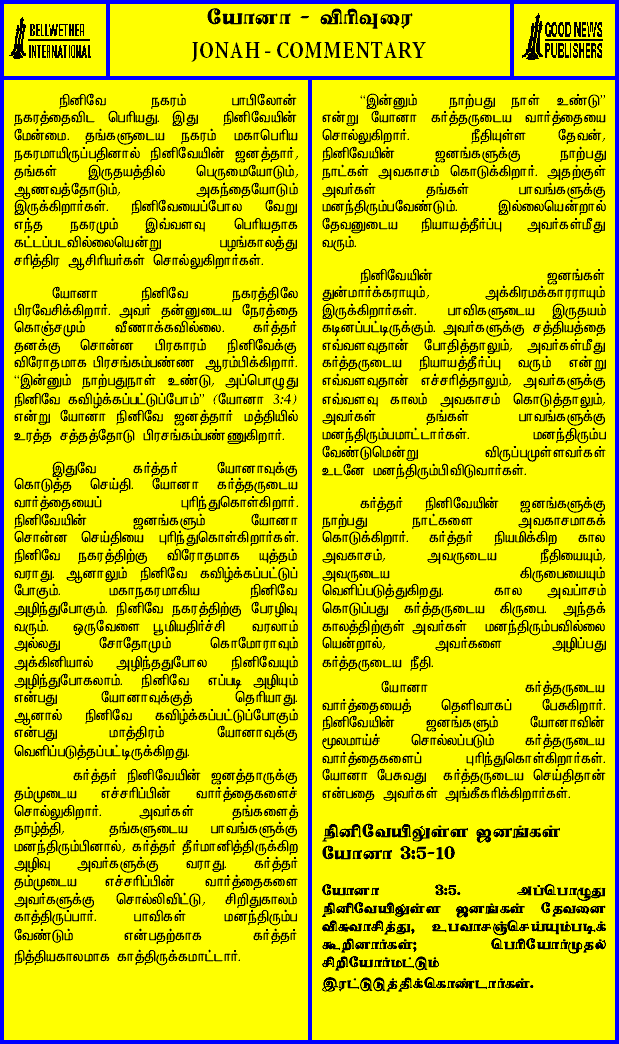 BELLWETHER
INTERNATIONAL
யோனா - விரிவுரை
JONAH - COMMENTARY
GOOD NEWS
PUBLISHERS
நினிவே நகரம் பாபிலோன்
நகரத்தைவிட பெரியது. இது நினிவேயின்
மேன்மை. தங்களுடைய நகரம் மகாபெரிய
நகரமாயிருப்பதினால் நினிவேயின் ஜனத்தார்,
தங்கள் இருதயத்தில் பெருமையோடும்,
ஆணவத்தோடும், அகந்தையோடும்
இருக்கிறார்கள். நினிவேயைப்போல வேறு
எந்த நகரமும் இவ்வளவு பெரியதாக
கட்டப்படவில்லையென்று பழங்காலத்து
சரித்திர ஆசிரியர்கள் சொல்லுகிறார்கள்.
யோனா நினிவே நகரத்திலே
பிரவேசிக்கிறார். அவர் தன்னுடைய நேரத்தை
கொஞ்சமும் வீணாக்கவில்லை. கர்த்தர்
தனக்கு சொன்ன பிரகாரம் நினிவேக்கு
விரோதமாக பிரசங்கம்பண்ண ஆரம்பிக்கிறார்.
“இன்னும் நாற்பதுநாள் உண்டு, அப்பொழுது
நினிவே கவிழ்க்கப்பட்டுப்போம்” (யோனா 3:4)
என்று யோனா நினிவே ஜனத்தார் மத்தியில்
உரத்த சத்தத்தோடு பிரசங்கம்பண்ணுகிறார்.
இதுவே கர்த்தர் யோனாவுக்கு
கொடுத்த செய்தி. யோனா கர்த்தருடைய
வார்த்தையைப் புரிந்துகொள்கிறார்.
நினிவேயின் ஜனங்களும் யோனா
சொன்ன செய்தியை புரிந்துகொள்கிறார்கள்.
நினிவே நகரத்திற்கு விரோதமாக யுத்தம்
வராது. ஆனாலும் நினிவே கவிழ்க்கப்பட்டுப்
போகும். மகாநகரமாகிய நினிவே
அழிந்துபோகும். நினிவே நகரத்திற்கு பேரழிவு
வரும். ஒருவேளை பூமியதிர்ச்சி வரலாம்
அல்லது சோதோமும் கொமோராவும்
அக்கினியால் அழிந்ததுபோல நினிவேயும்
அழிந்துபோகலாம். நினிவே எப்படி அழியும்
என்பது யோனாவுக்குத் தெரியாது.
ஆனால் நினிவே கவிழ்க்கப்பட்டுப்போகும்
என்பது மாத்திரம் யோனாவுக்கு
வெளிப்படுத்தப்பட்டிருக்கிறது.
கர்த்தர் நினிவேயின் ஜனத்தாருக்கு
தம்முடைய எச்சரிப்பின் வார்த்தைகளைச்
சொல்லுகிறார். அவர்கள் தங்களைத்
தாழ்த்தி, தங்களுடைய பாவங்களுக்கு
மனந்திரும்பினால், கர்த்தர் தீர்மானித்திருக்கிற
அழிவு அவர்களுக்கு வராது. கர்த்தர்
தம்முடைய எச்சரிப்பின் வார்த்தைகளை
அவர்களுக்கு சொல்லிவிட்டு, சிறிதுகாலம்
காத்திருப்பார். பாவிகள் மனந்திரும்ப
வேண்டும் என்பதற்காக கர்த்தர்
நித்தியகாலமாக காத்திருக்கமாட்டார்.
“இன்னும் நாற்பது நாள் உண்டு”
என்று யோனா கர்த்தருடைய வார்த்தையை
சொல்லுகிறார். நீதியுள்ள தேவன்,
நினிவேயின் ஜனங்களுக்கு நாற்பது
நாட்கள் அவகாசம் கொடுக்கிறார். அதற்குள்
அவர்கள் தங்கள் பாவங்களுக்கு
மனந்திரும்பவேண்டும். இல்லையென்றால்
தேவனுடைய நியாயத்தீர்ப்பு அவர்கள்மீது
வரும்.
நினிவேயின் ஜனங்கள்
துன்மார்க்கராயும், அக்கிரமக்காரராயும்
இருக்கிறார்கள். பாவிகளுடைய இருதயம்
கடினப்பட்டிருக்கும். அவர்களுக்கு சத்தியத்தை
எவ்வளவுதான் போதித்தாலும், அவர்கள்மீது
கர்த்தருடைய நியாயத்தீர்ப்பு வரும் என்று
எவ்வளவுதான் எச்சரித்தாலும், அவர்களுக்கு
எவ்வளவு காலம் அவகாசம் கொடுத்தாலும்,
அவர்கள் தங்கள் பாவங்களுக்கு
மனந்திரும்பமாட்டார்கள். மனந்திரும்ப
வேண்டுமென்று விருப்பமுள்ளவர்கள்
உடனே மனந்திரும்பிவிடுவார்கள்.
கர்த்தர் நினிவேயின் ஜனங்களுக்கு
நாற்பது நாட்களை அவகாசமாகக்
கொடுக்கிறார். கர்த்தர் நியமிக்கிற கால
அவகாசம், அவருடைய நீதியையும்,
அவருடைய கிருபையையும்
வெளிப்படுத்துகிறது. கால அவப்ாசம்
கொடுப்பது கர்த்தருடைய கிருபை. அந்தக்
காலத்திற்குள் அவர்கள் மனந்திரும்பவில்லை
யென்றால், அவர்களை அழிப்பது
கர்த்தருடைய நீதி.
யோனா கர்த்தருடைய
வார்த்தையைத் தெளிவாகப் பேசுகிறார்.
நினிவேயின் ஜனங்களும் யோனாவின்
மூலமாய்ச் சொல்லப்படும் கர்த்தருடைய
வார்த்தைகளைப் புரிந்துகொள்கிறார்கள்.
யோனா பேசுவது கர்த்தருடைய செய்திதான்
என்பதை அவர்கள் அங்கீகரிக்கிறார்கள்.
நினிவேயிலுள்ள ஜனங்கள்
யோனா 3:5-10
யோனா 3:5. அப்பொழுது
நினிவேயிலுள்ள ஜனங்கள் தேவனை
விசுவாசித்து, உபவாசஞ்செய்யும்படிக்
கூறினார்கள்; பெரியோர்முதல்
சிறியோர்மட்டும்
இரட்டுடுத்திக்கொண்டார்கள்.